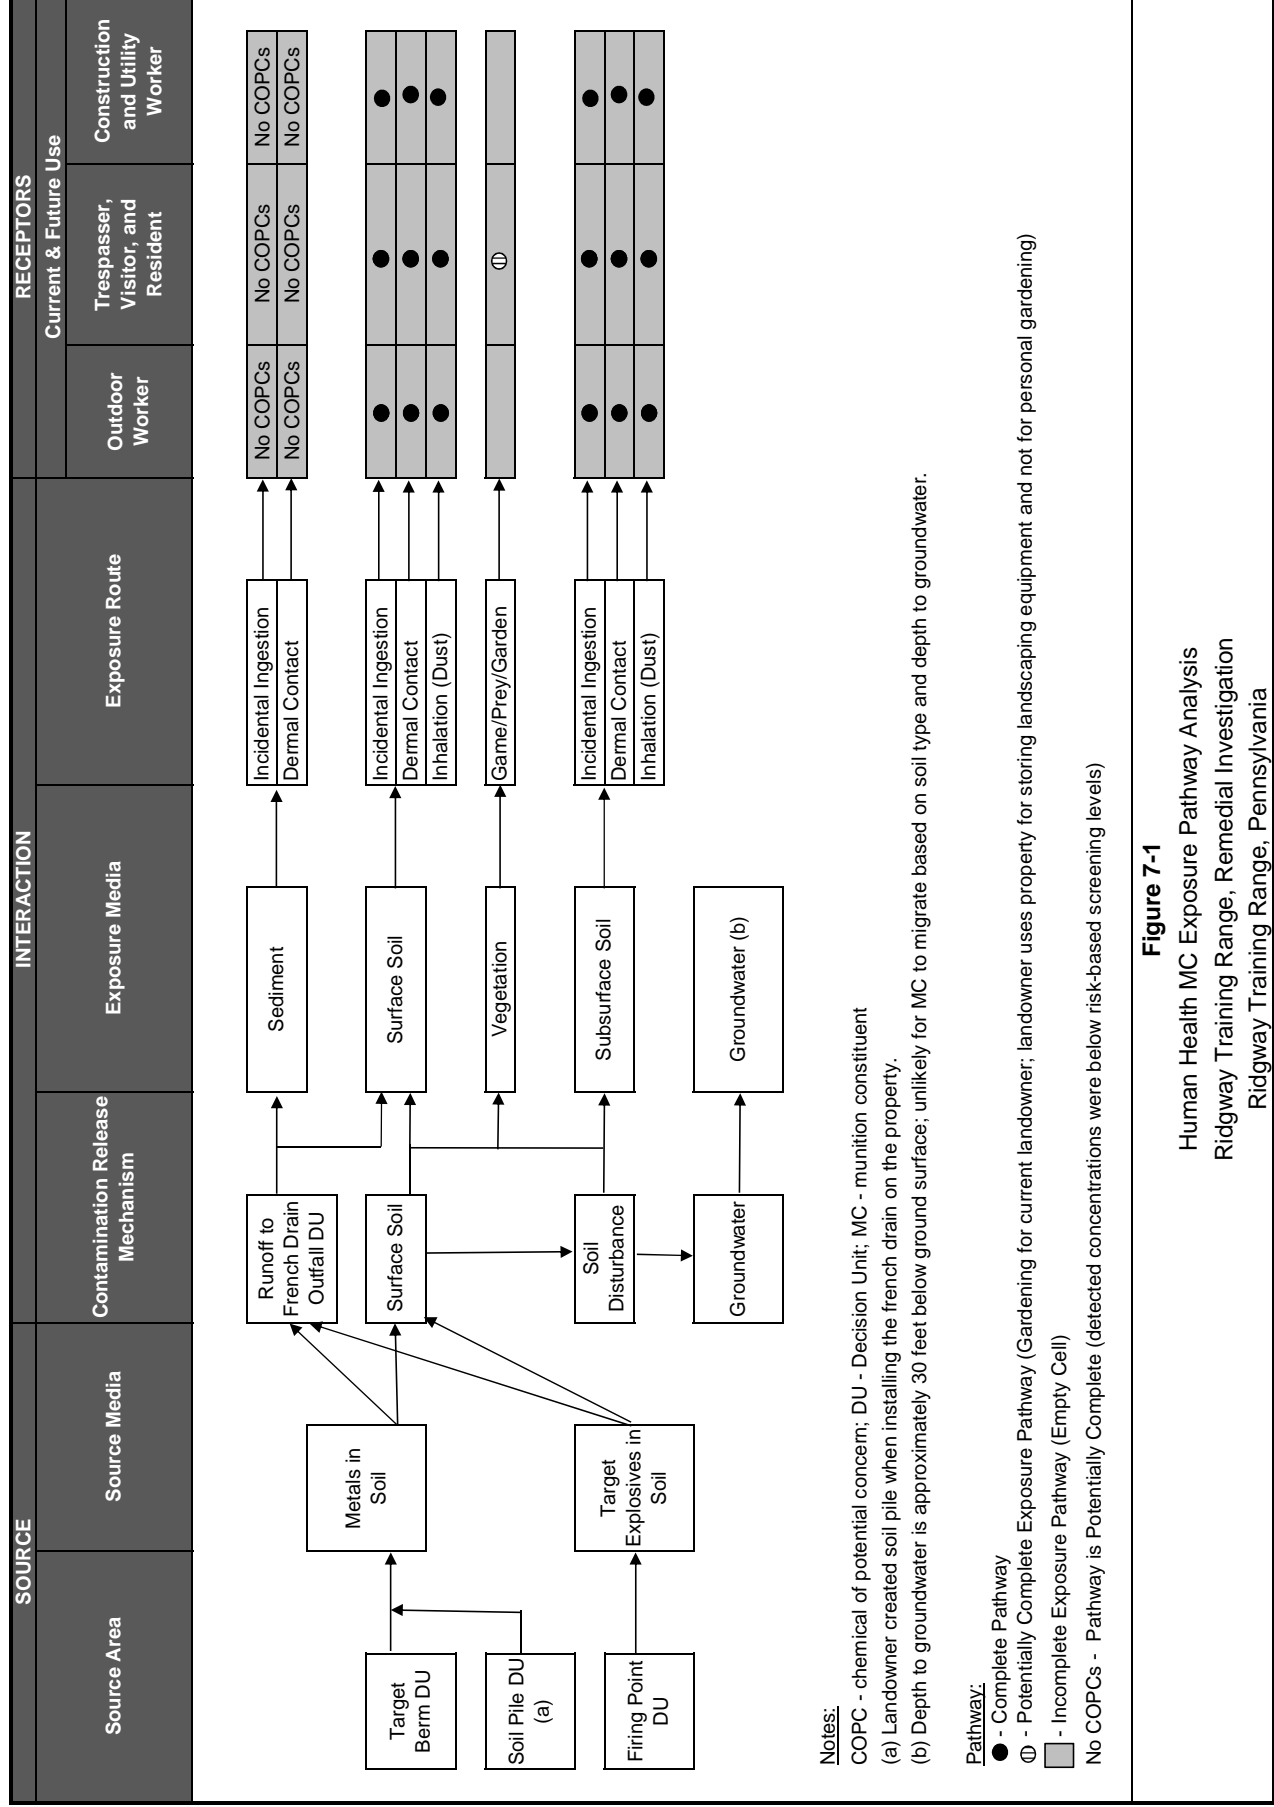 SOURCE
INTERACTION
RECEPTORS
Current & Future Use
Source Area
Source Media
Contamination Release
Mechanism
Exposure Media
Exposure Route
Outdoor
Worker
Trespasser,
Visitor, and
Resident
Construction
and Utility
Worker
Target
Berm DU
Soil Pile DU
(a)
Firing Point
DU
Metals in
Soil
Target
Explosives in
Soil
Runoff to
French Drain
Outfall DU
Surface Soil
Soil
Disturbance
Groundwater
Sediment
Surface Soil
Vegetation
Subsurface Soil
Groundwater (b)
Incidental Ingestion
Dermal Contact
Incidental Ingestion
Dermal Contact
Inhalation (Dust)
Game/Prey/Garden
Incidental Ingestion
Dermal Contact
Inhalation (Dust)
No COPCs No COPCs No COPCs
No COPCs No COPCs No COPCs
Notes:
COPC - chemical of potential concern; DU - Decision Unit; MC - munition constituent
(a) Landowner created soil pile when installing the french drain on the property.
(b) Depth to groundwater is approximately 30 feet below ground surface; unlikely for MC to migrate based on soil type and depth to groundwater.
Pathway:
- Complete Pathway
- Potentially Complete Exposure Pathway (Gardening for current landowner; landowner uses property for storing landscaping equipment and not for personal gardening)
- Incomplete Exposure Pathway (Empty Cell)
No COPCs - Pathway is Potentially Complete (detected concentrations were below risk-based screening levels)
Figure 7-1
Human Health MC Exposure Pathway Analysis
Ridgway Training Range, Remedial Investigation
Ridgway Training Range, Pennsylvania